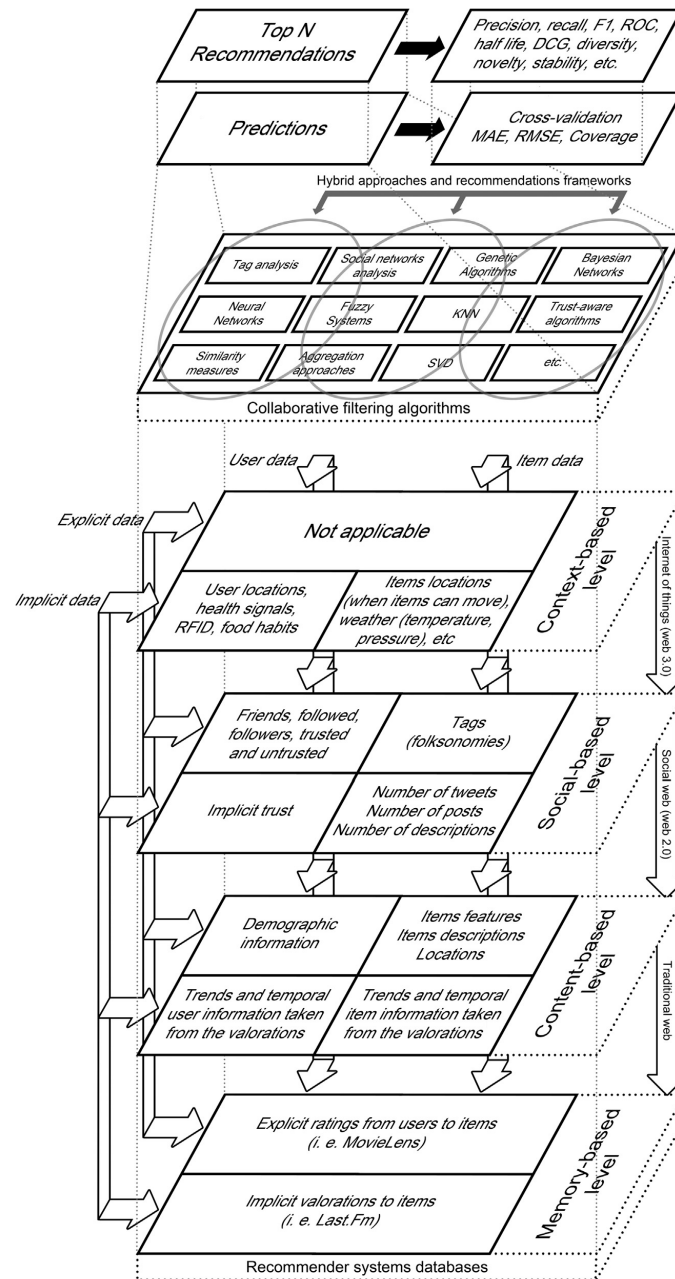 Top N
Recommendations
Precision, recall, F1, ROC,
half life, DCG, diversity,
novelty, stability, etc.
Predictions
Cross-validation
MAE, RMSE, Coverage
Hybrid approaches and recommendations frameworks
Tag analysis
Social networks
analysis
Genetic
Algorithms
Bayesian
Networks
Neural
Networks
Fuzzy
Systems
KNN
Trust-aware
algorithms
Similarity
measures
Aggregation
approaches
SVD
etc.
Collaborative filtering algorithms
User data
Item data
Explicit data
Implicit data
Not applicable
User locations,
health signals,
RFID, food habits
Items locations
(when items can move),
weather (temperature,
pressure), etc
Context-based
level
Internet of things (web 3.0)
Friends, followed,
followers, trusted
and untrusted
Tags
(folksonomies)
Implicit trust
Number of tweets
Number of posts
Number of descriptions
Social-based
level
Social web (web 2.0)
Demographic
information
Items features
Items descriptions
Locations
Trends and temporal
user information taken
from the valorations
Trends and temporal
item information taken
from the valorations
Content-based
level
Traditional web
Explicit ratings from users to items
(i. e. MovieLens)
Implicit valorations to items
(i. e. Last.Fm)
Memory-based
level
Recommender systems databases